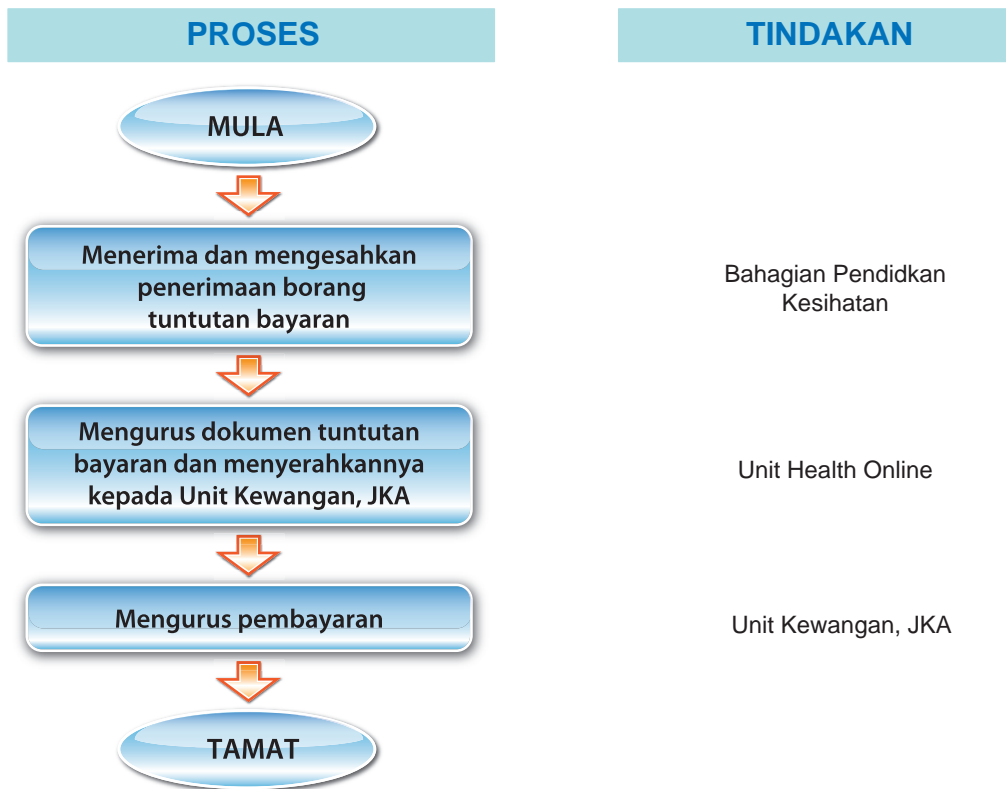 PROSES
TINDAKAN
MULA
Menerima dan mengesahkan
penerimaan borang
tuntutan bayaran
Bahagian Pendidkan
Kesihatan
Mengurus dokumen tuntutan
bayaran dan menyerahkannya
kepada Unit Kewangan, JKA
Unit Health Online
Mengurus pembayaran
Unit Kewangan, JKA
TAMAT